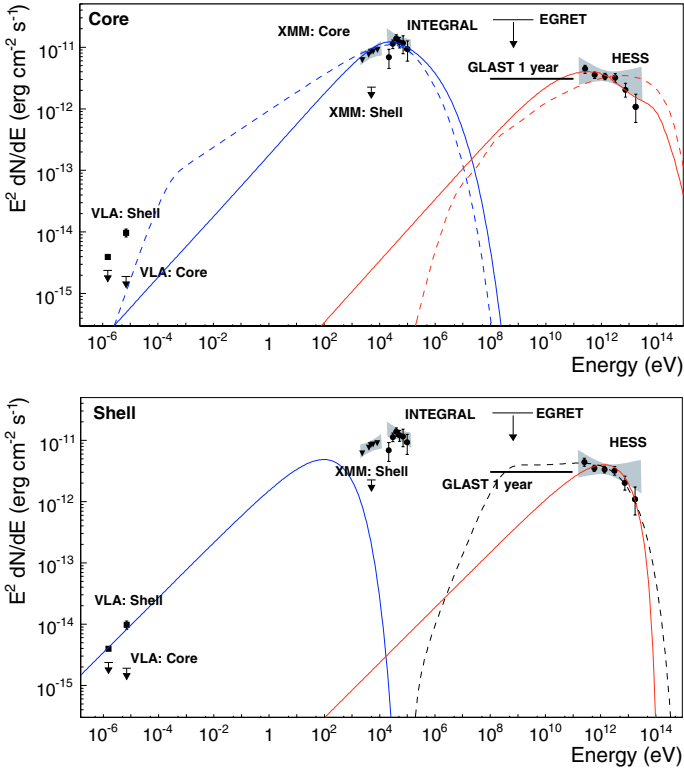 Core
XMM: Core
INTEGRAL
EGRET
HESS
GLAST 1 year
XMM: Shell
VLA: Shell
VLA: Core
E² dN/dE (erg cm⁻² s⁻¹)
10⁻¹¹
10⁻¹²
10⁻¹³
10⁻¹⁴
10⁻¹⁵
10⁻⁶ 10⁻⁴ 10⁻² 1 10² 10⁴ 10⁶ 10⁸ 10¹⁰ 10¹² 10¹⁴
Energy (eV)
Shell
INTEGRAL
EGRET
HESS
XMM: Shell
GLAST 1 year
VLA: Shell
VLA: Core
E² dN/dE (erg cm⁻² s⁻¹)
10⁻¹¹
10⁻¹²
10⁻¹³
10⁻¹⁴
10⁻¹⁵
10⁻⁶ 10⁻⁴ 10⁻² 1 10² 10⁴ 10⁶ 10⁸ 10¹⁰ 10¹² 10¹⁴
Energy (eV)